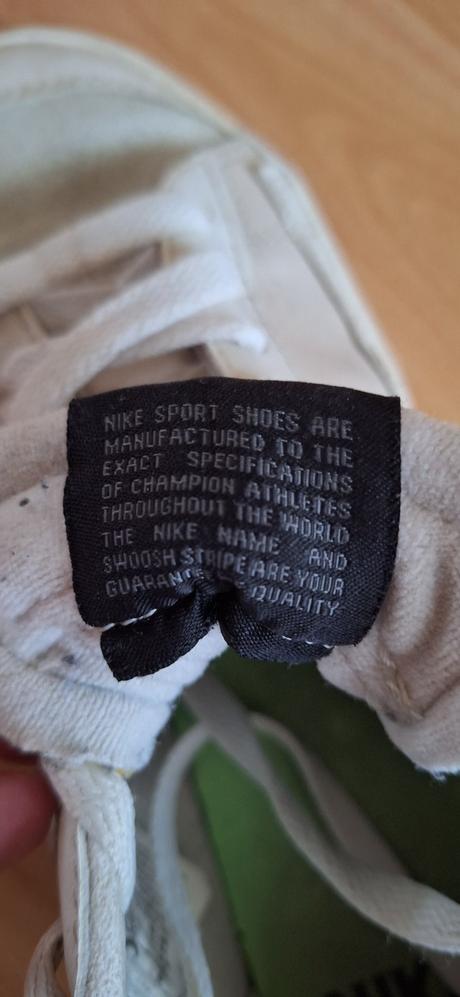 NIKE SPORT SHOES ARE
MANUFACTURED TO THE
EXACT SPECIFICATIONS
OF CHAMPION ATHLETES
THROUGHOUT THE WORLD
THE NIKE NAME AND
SWOOSH STRIPE ARE YOUR
QUALITY